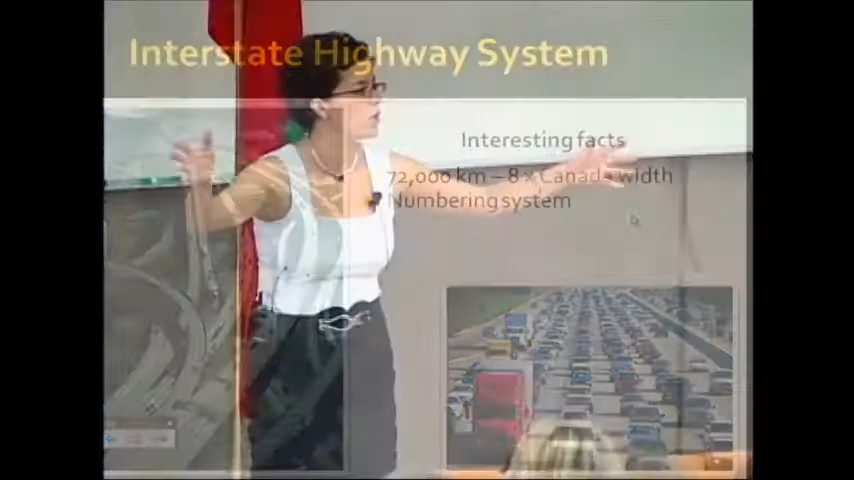 Interstate Highway System
Interesting facts
72,000 km – 8 x Canada width
Numbering system